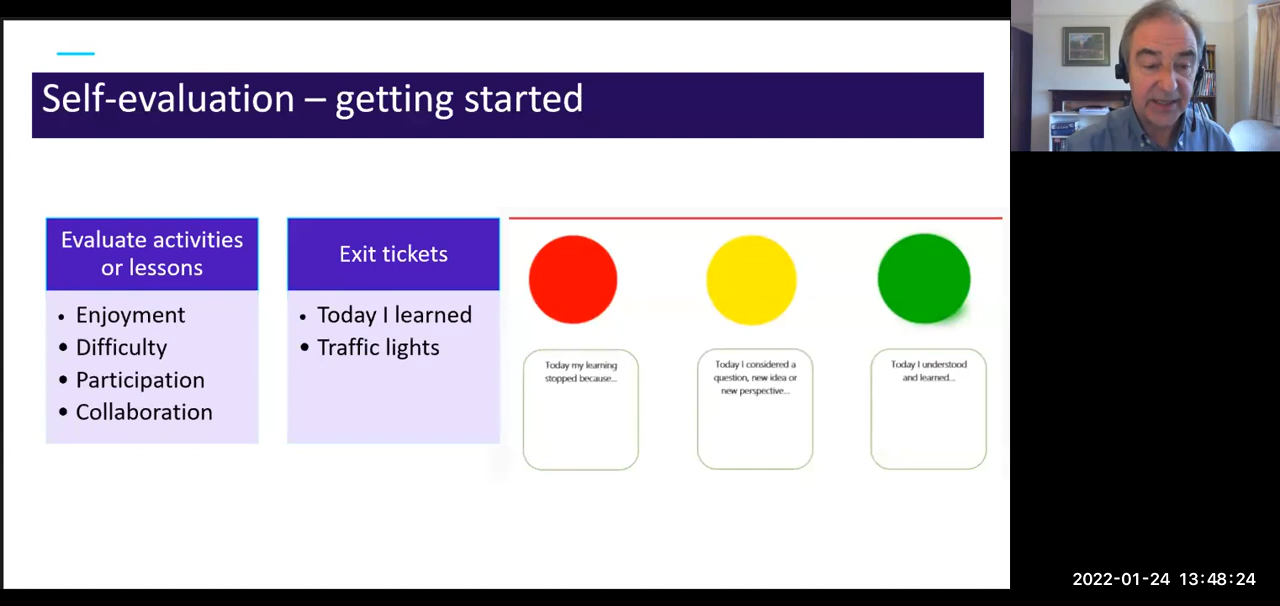 Self-evaluation – getting started
Evaluate activities
or lessons
• Enjoyment
• Difficulty
• Participation
• Collaboration
Exit tickets
• Today I learned
• Traffic lights
Today my learning
stopped because...
Today I considered a
question, new idea or
new perspective...
Today I understood
and learned...
2022-01-24 13:48:24